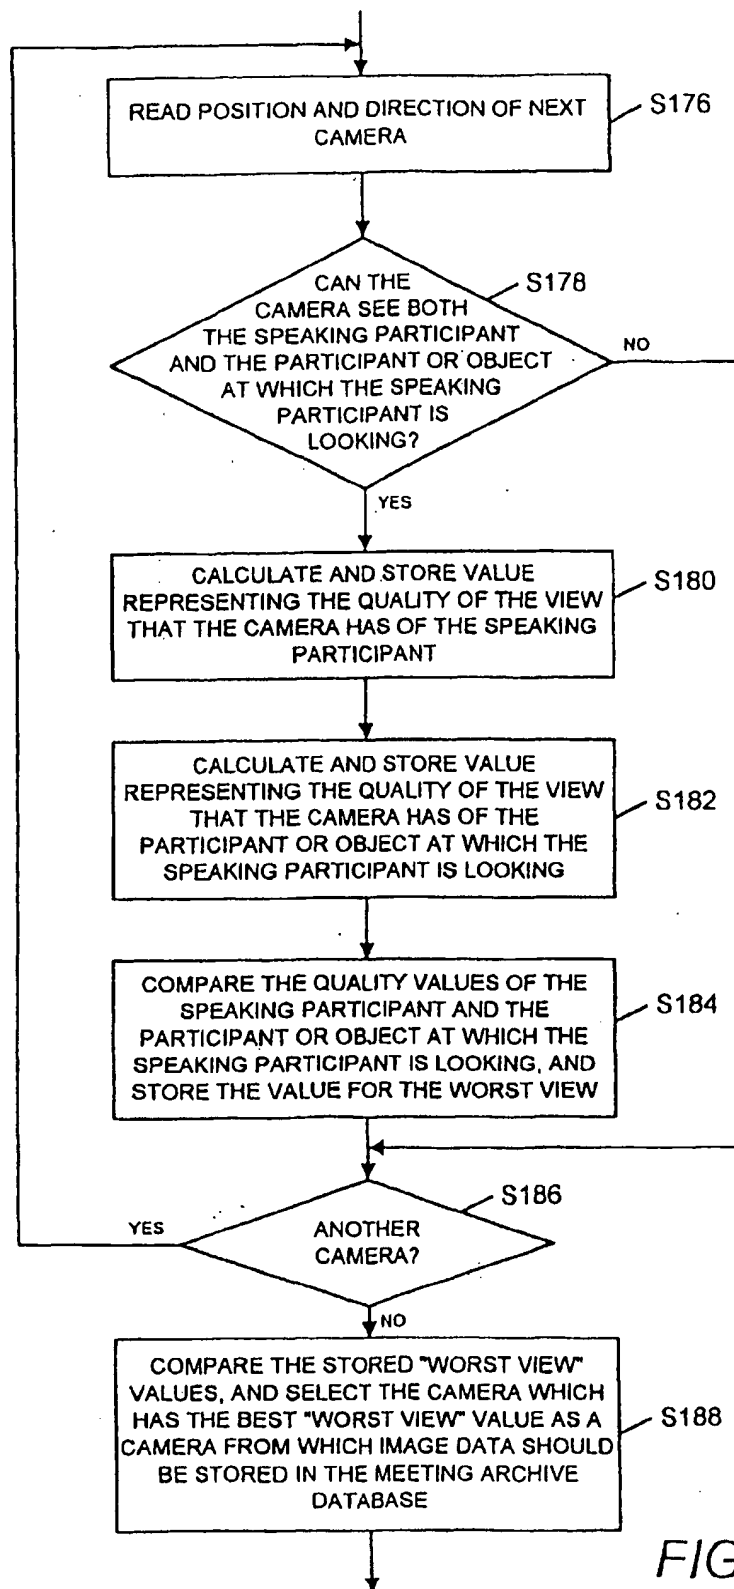 READ POSITION AND DIRECTION OF NEXT
CAMERA
S176
CAN THE
CAMERA SEE BOTH
THE SPEAKING PARTICIPANT
AND THE PARTICIPANT OR OBJECT
AT WHICH THE SPEAKING
PARTICIPANT IS
LOOKING?
S178
NO
YES
CALCULATE AND STORE VALUE
REPRESENTING THE QUALITY OF THE VIEW
THAT THE CAMERA HAS OF THE SPEAKING
PARTICIPANT
S180
CALCULATE AND STORE VALUE
REPRESENTING THE QUALITY OF THE VIEW
THAT THE CAMERA HAS OF THE
PARTICIPANT OR OBJECT AT WHICH THE
SPEAKING PARTICIPANT IS LOOKING
S182
COMPARE THE QUALITY VALUES OF THE
SPEAKING PARTICIPANT AND THE
PARTICIPANT OR OBJECT AT WHICH THE
SPEAKING PARTICIPANT IS LOOKING, AND
STORE THE VALUE FOR THE WORST VIEW
S184
S186
YES
ANOTHER
CAMERA?
NO
COMPARE THE STORED "WORST VIEW"
VALUES, AND SELECT THE CAMERA WHICH
HAS THE BEST "WORST VIEW" VALUE AS A
CAMERA FROM WHICH IMAGE DATA SHOULD
BE STORED IN THE MEETING ARCHIVE
DATABASE
S188
FIG